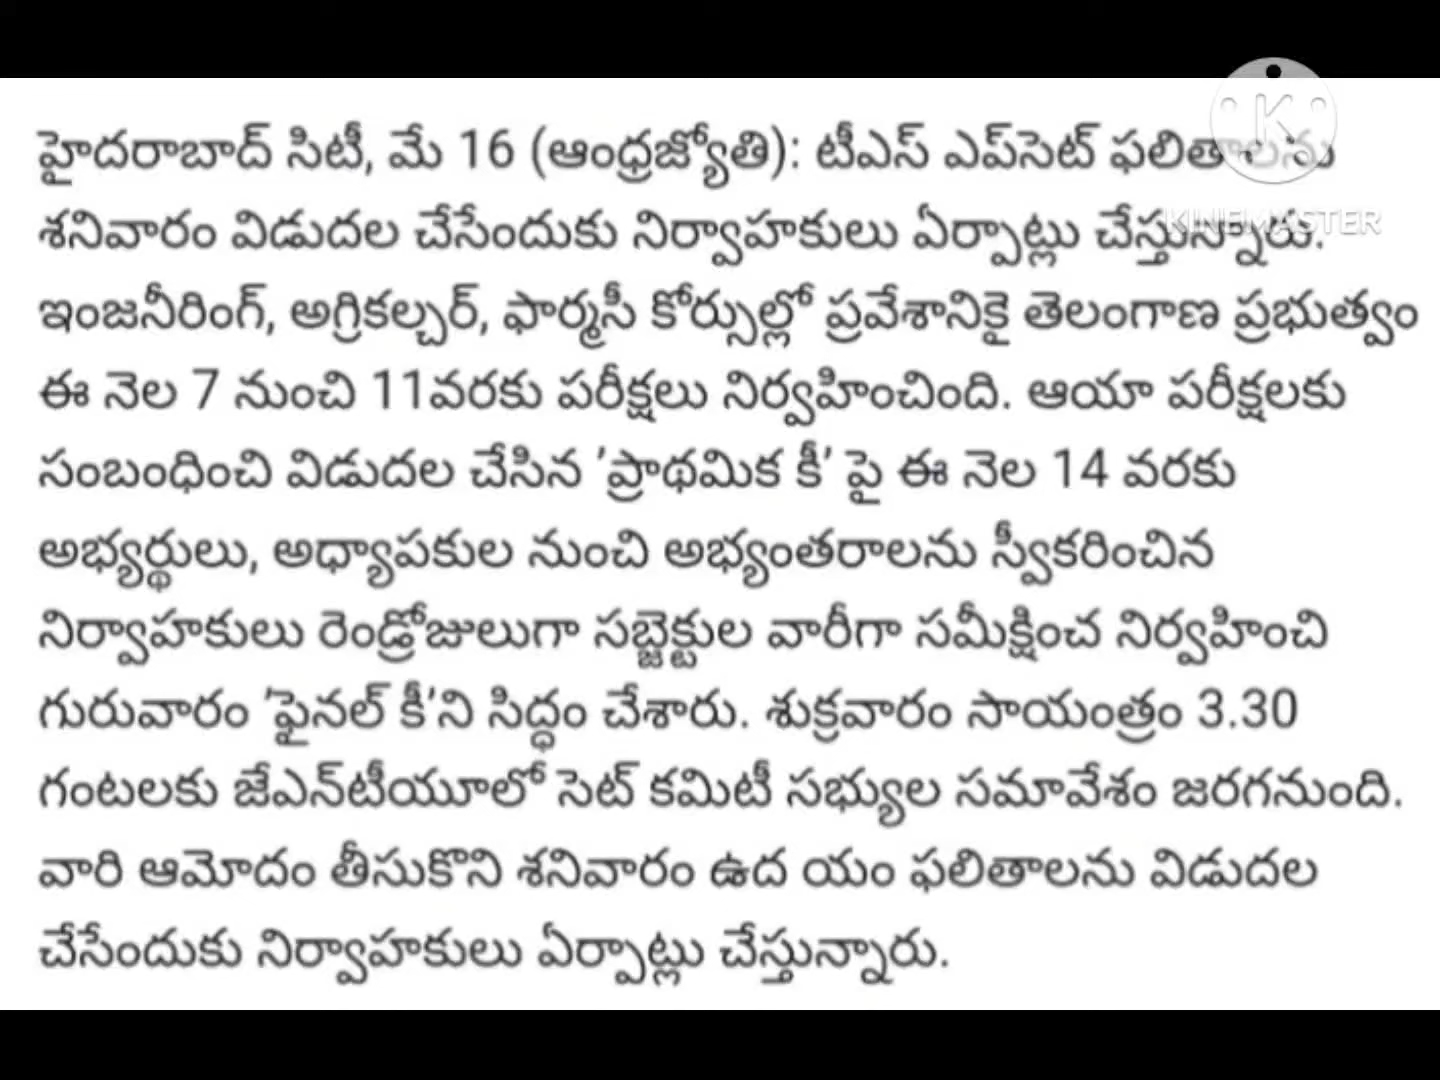 హైదరాబాద్ సిటీ, మే 16 (ఆంధ్రజ్యోతి): టీఎస్ ఎప్‌సెట్ ఫలితాలను
KINEMASTER
శనివారం విడుదల చేసేందుకు నిర్వాహకులు ఏర్పాట్లు చేస్తున్నారు.
ఇంజనీరింగ్, అగ్రికల్చర్, ఫార్మసీ కోర్సుల్లో ప్రవేశానికై తెలంగాణ ప్రభుత్వం
ఈ నెల 7 నుంచి 11వరకు పరీక్షలు నిర్వహించింది. ఆయా పరీక్షలకు
సంబంధించి విడుదల చేసిన 'ప్రాథమిక కీ' పై ఈ నెల 14 వరకు
అభ్యర్థులు, అధ్యాపకుల నుంచి అభ్యంతరాలను స్వీకరించిన
నిర్వాహకులు రెండ్రోజులుగా సబ్జెక్టుల వారీగా సమీక్షించ నిర్వహించి
గురువారం 'ఫైనల్ కీ'ని సిద్ధం చేశారు. శుక్రవారం సాయంత్రం 3.30
గంటలకు జేఎన్‌టీయూలో సెట్ కమిటీ సభ్యుల సమావేశం జరగనుంది.
వారి ఆమోదం తీసుకొని శనివారం ఉద యం ఫలితాలను విడుదల
చేసేందుకు నిర్వాహకులు ఏర్పాట్లు చేస్తున్నారు.